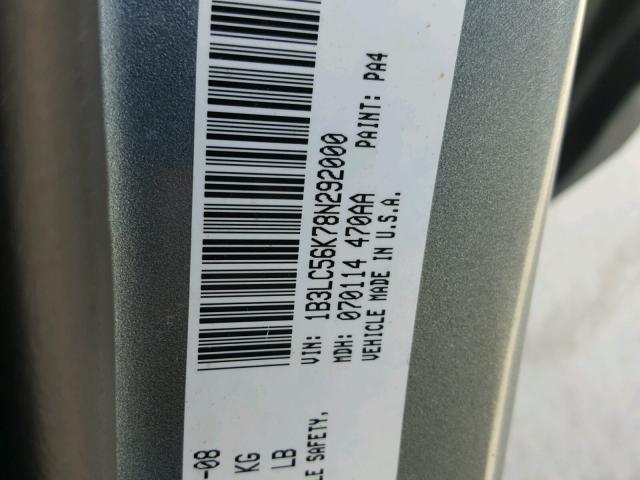 -08
KG
LB
LE SAFETY,
VIN: 1B3LC56K78N292000
MDH: 070114 470AA PAINT: PA4
VEHICLE MADE IN U.S.A.